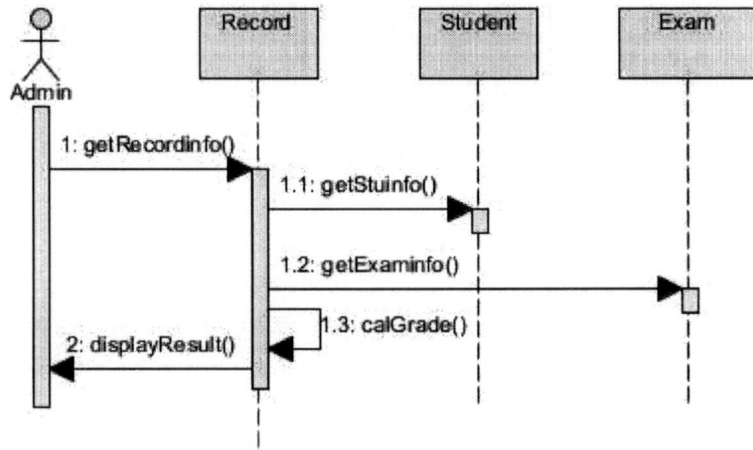 Record
Student
Exam
Admin
1: getRecordinfo()
1.1: getStuinfo()
1.2: getExaminfo()
1.3: calGrade()
2: displayResult()